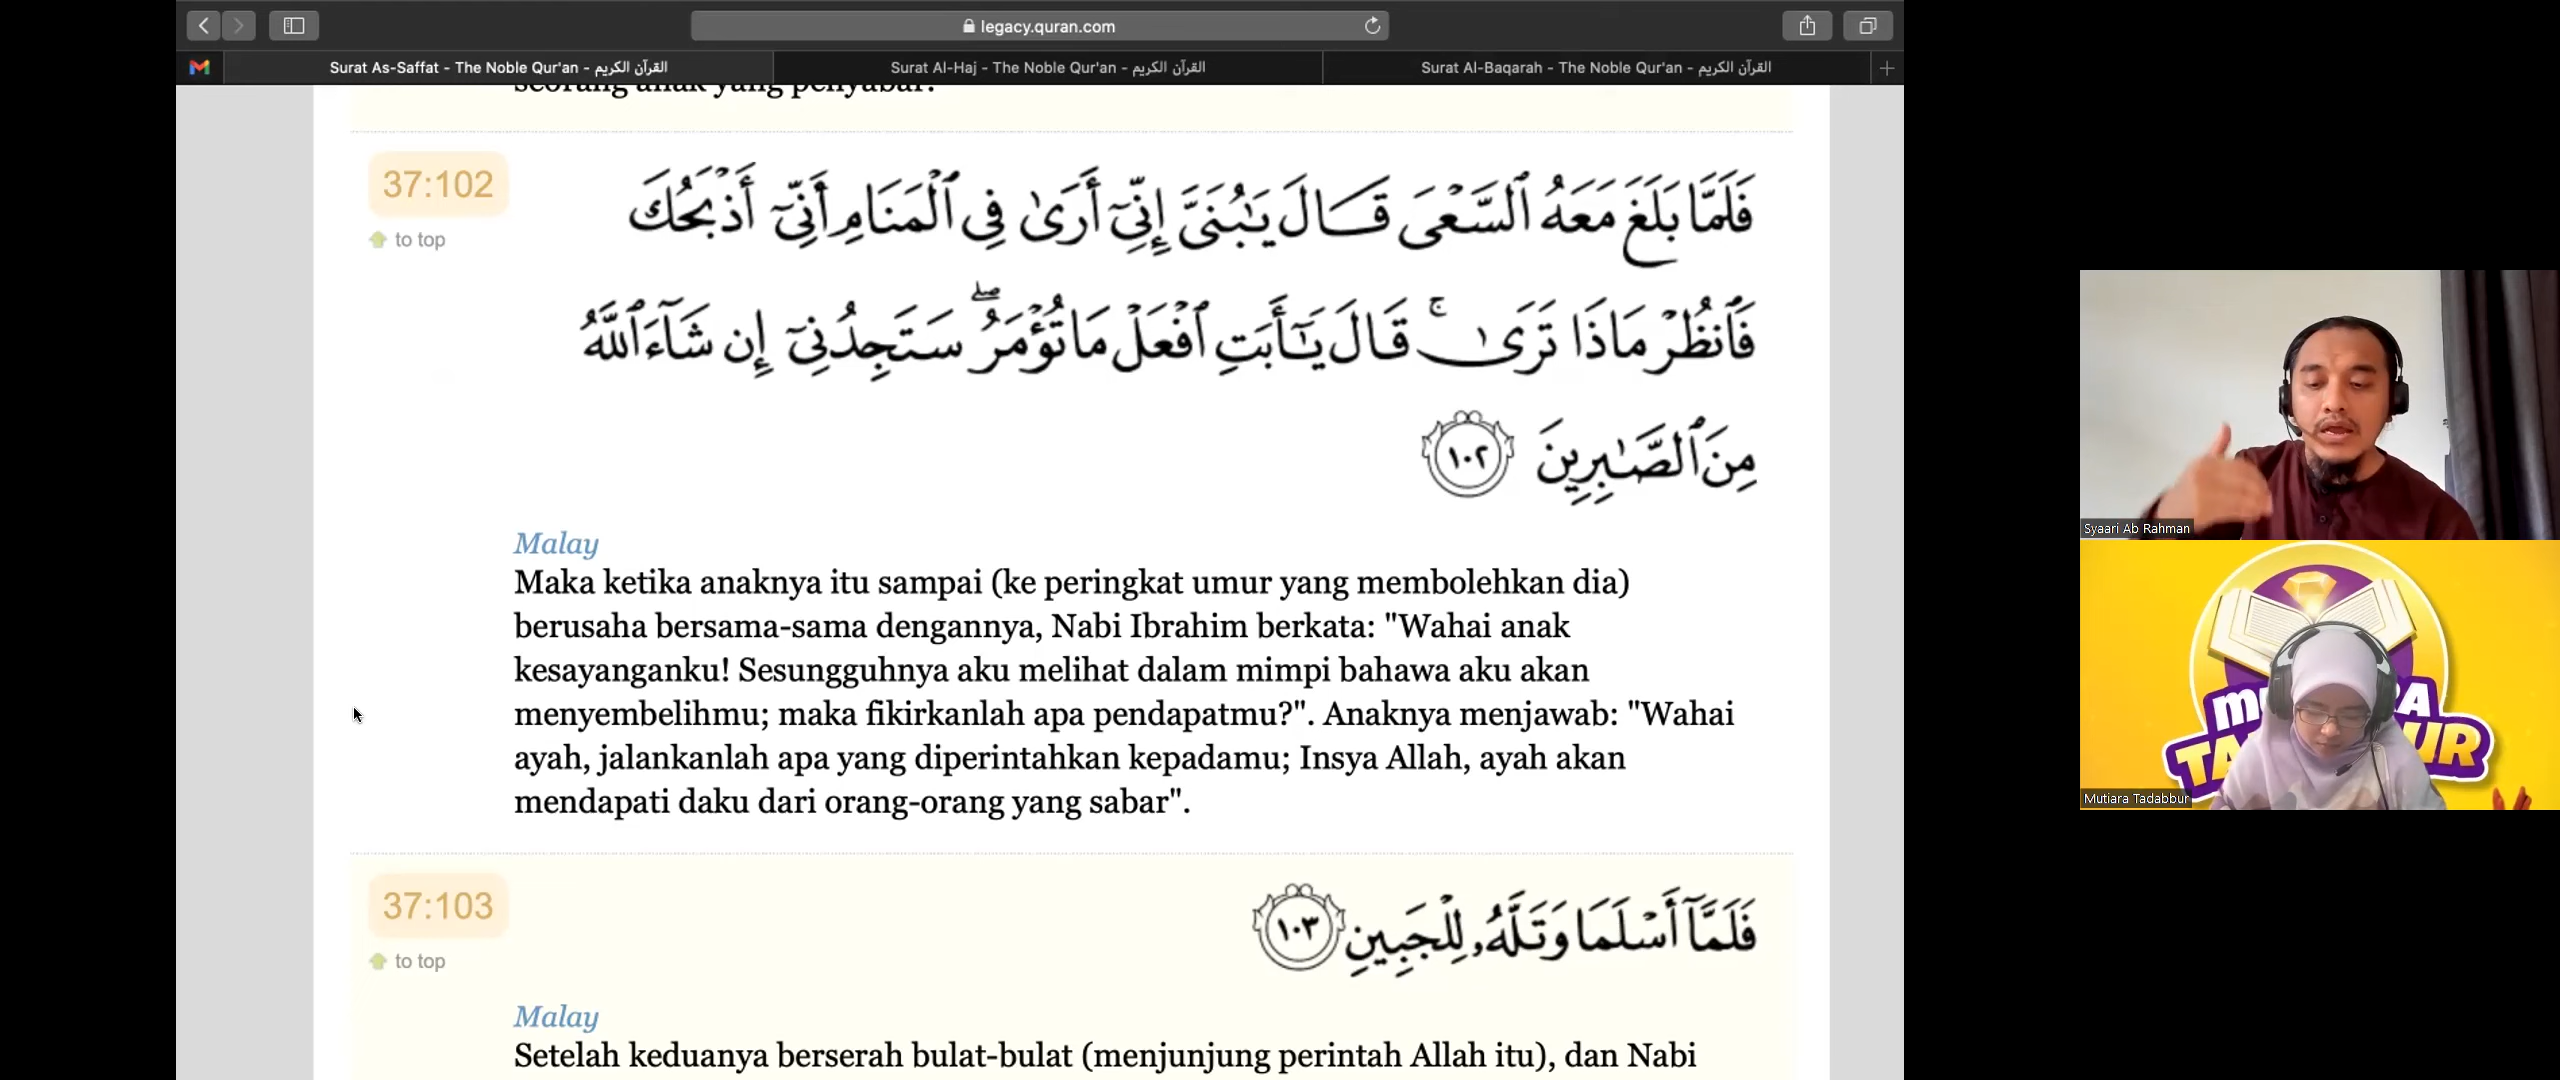 legacy.quran.com
Surat As-Saffat - The Noble Qur'an - القرآن الكريم
Surat Al-Haj - The Noble Qur'an - القرآن الكريم
Surat Al-Baqarah - The Noble Qur'an - القرآن الكريم
seorang anak yang penyabar.
37:102
to top
فَلَمَّا بَلَغَ مَعَهُ ٱلسَّعْىَ قَالَ يَٰبُنَىَّ إِنِّىٓ أَرَىٰ فِى ٱلْمَنَامِ أَنِّىٓ أَذْبَحُكَ
فَٱنظُرْ مَاذَا تَرَىٰ ۚ قَالَ يَٰٓأَبَتِ ٱفْعَلْ مَا تُؤْمَرُ ۖ سَتَجِدُنِىٓ إِن شَآءَ ٱللَّهُ
مِنَ ٱلصَّٰبِرِينَ ١٠٢
Malay
Maka ketika anaknya itu sampai (ke peringkat umur yang membolehkan dia)
berusaha bersama-sama dengannya, Nabi Ibrahim berkata: "Wahai anak
kesayanganku! Sesungguhnya aku melihat dalam mimpi bahawa aku akan
menyembelihmu; maka fikirkanlah apa pendapatmu?". Anaknya menjawab: "Wahai
ayah, jalankanlah apa yang diperintahkan kepadamu; Insya Allah, ayah akan
mendapati daku dari orang-orang yang sabar".
37:103
to top
فَلَمَّآ أَسْلَمَا وَتَلَّهُۥ لِلْجَبِينِ ١٠٣
Malay
Setelah keduanya berserah bulat-bulat (menjunjung perintah Allah itu), dan Nabi
Syaari Ab Rahman
Mutiara Tadabbur